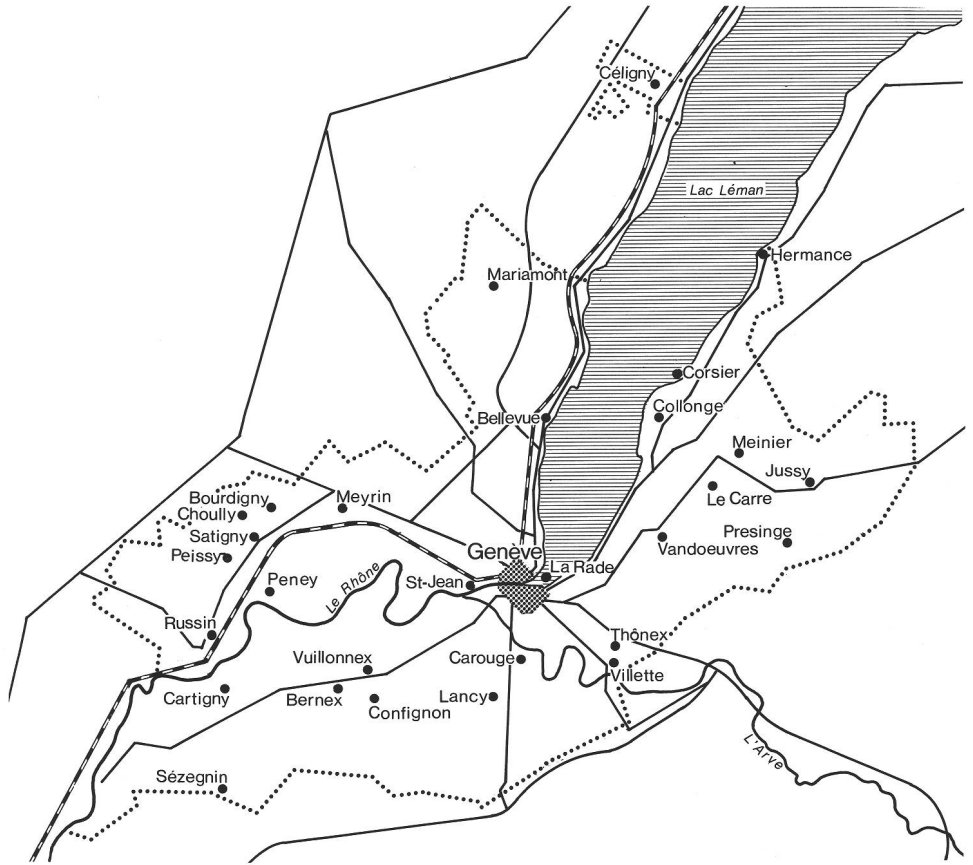 Céligny
Lac Léman
Hermance
Mariamont
Corsier
Collonge
Bellevue
Meinier
Jussy
Le Carre
Bourdigny
Meyrin
Choully
Satigny
Peissy
Presinge
Vandoeuvres
Genève
La Rade
St-Jean
Le Rhône
Peney
Russin
Thônex
Vuillonnex
Carouge
Villette
Cartigny
Bernex
Confignon
Lancy
L'Arve
Sézegnin